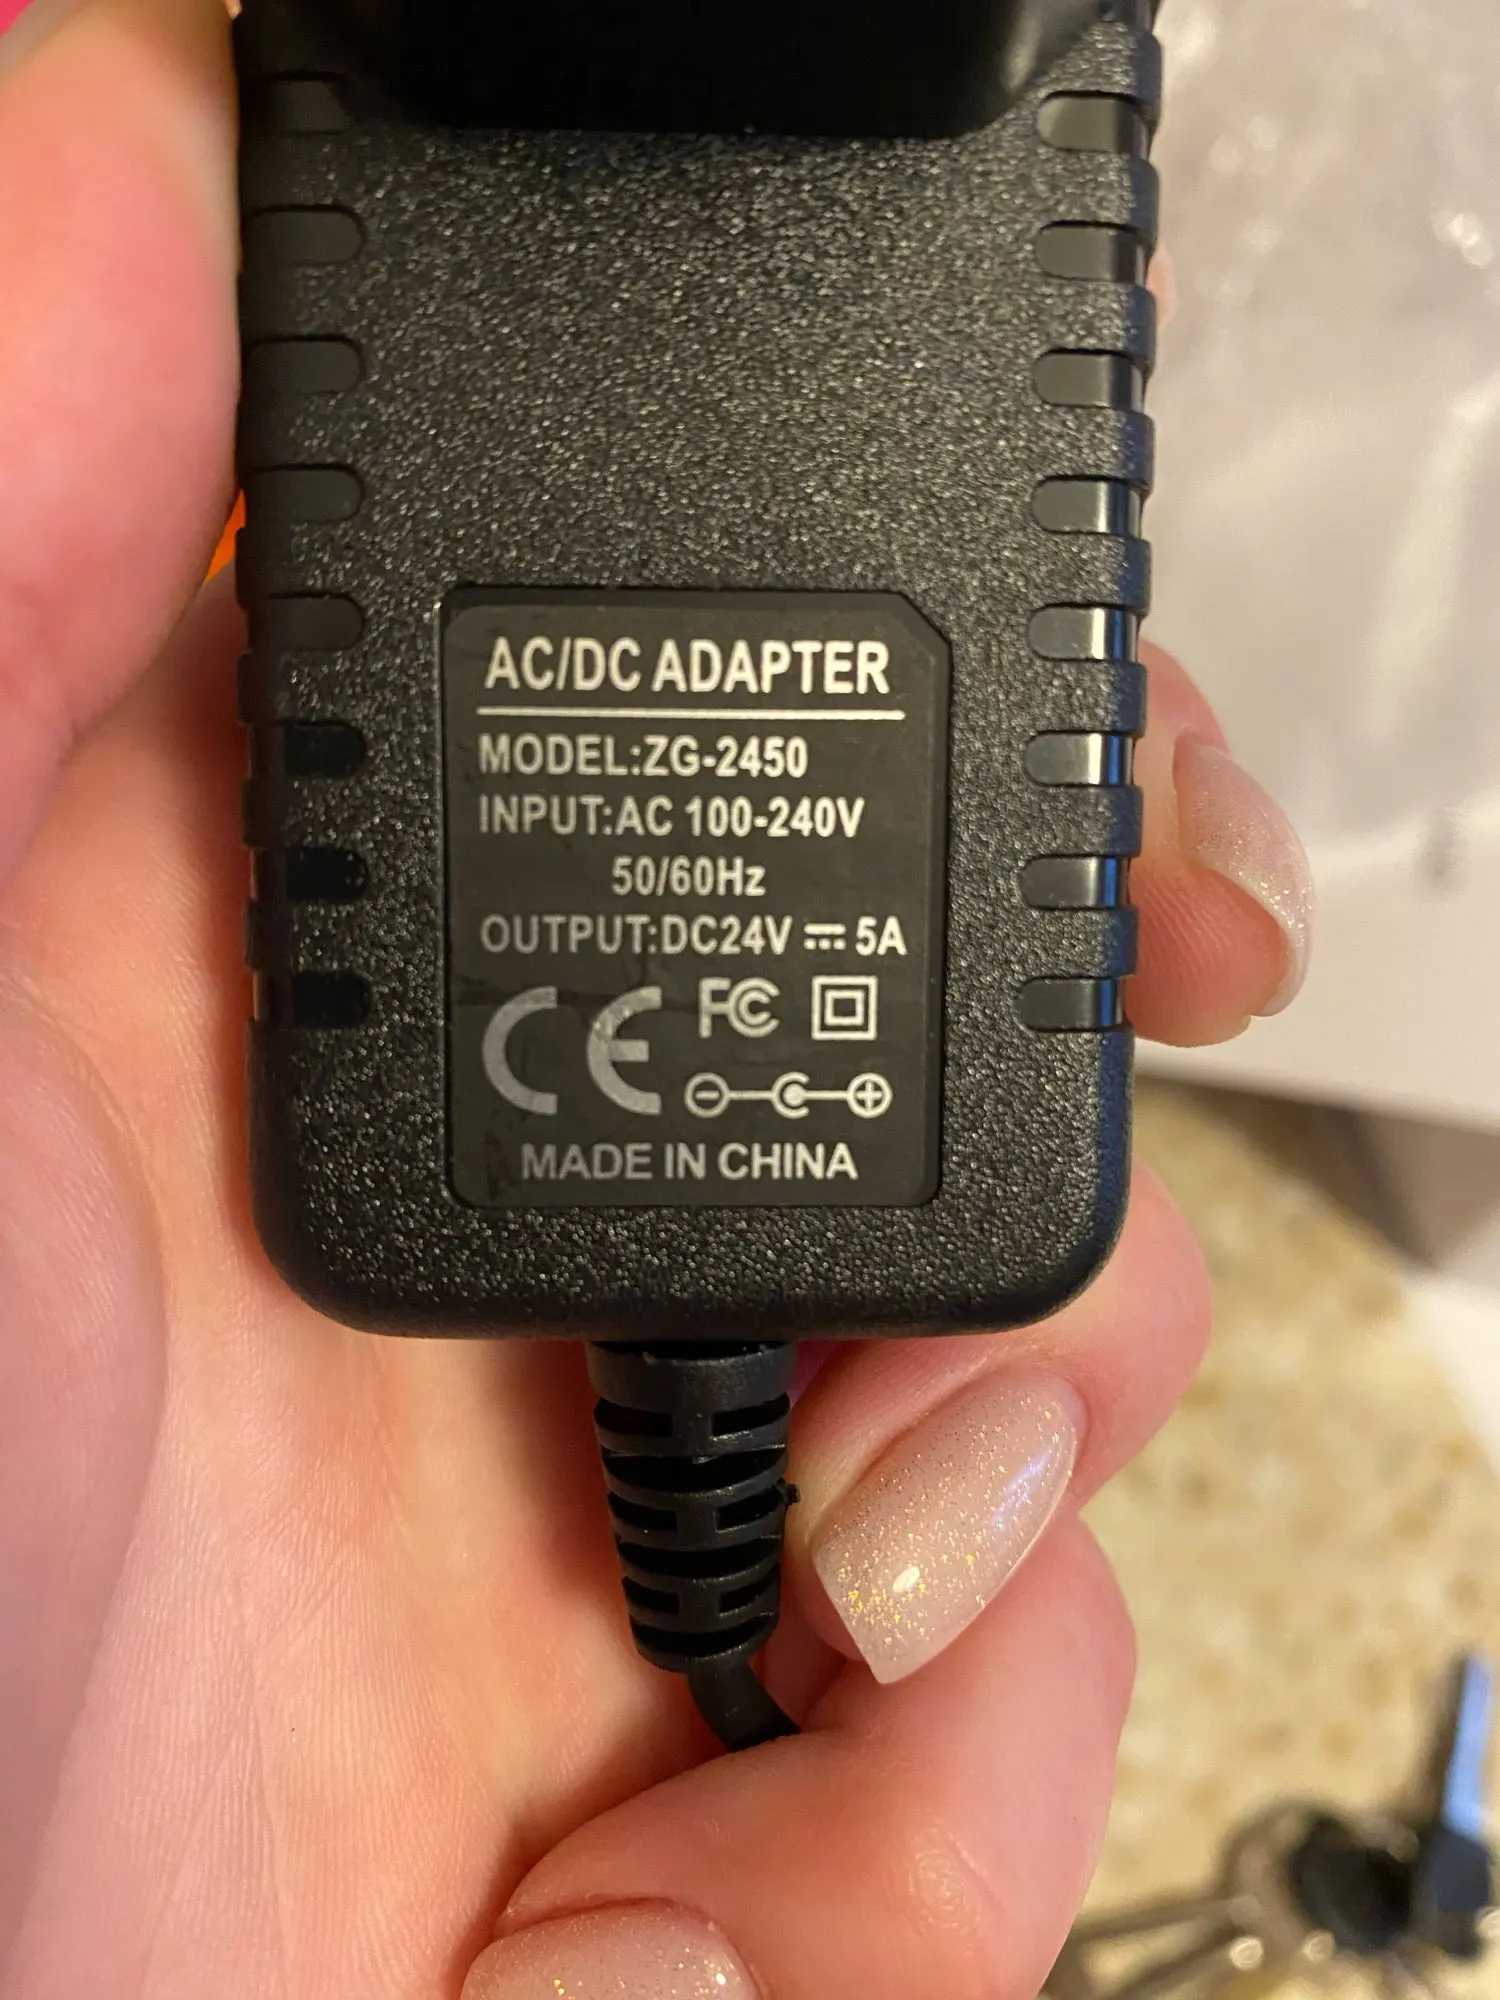 AC/DC ADAPTER
MODEL:ZG-2450
INPUT:AC 100-240V
50/60Hz
OUTPUT:DC24V ⎓ 5A
CE FC
MADE IN CHINA